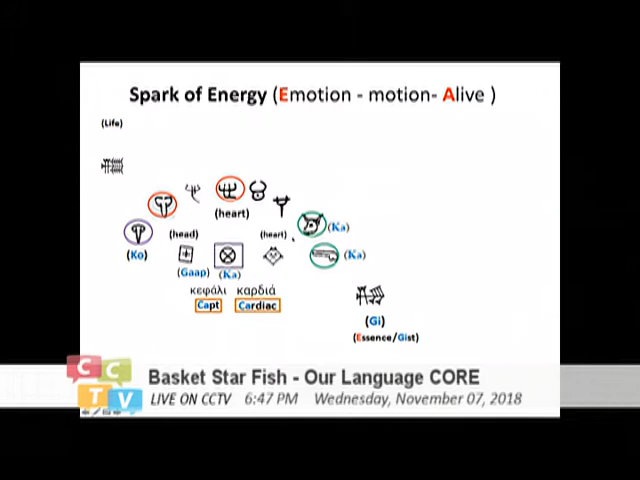 Spark of Energy (Emotion - motion- Alive )
(Life)
(heart)
(Ka)
(Ko)
(head)
(heart)
(Ka)
(Gaap)
(Ka)
κεφάλι καρδιά
Capt Cardiac
(Gi)
(Essence/Gist)
CCTV
Basket Star Fish - Our Language CORE
LIVE ON CCTV 6:47 PM Wednesday, November 07, 2018